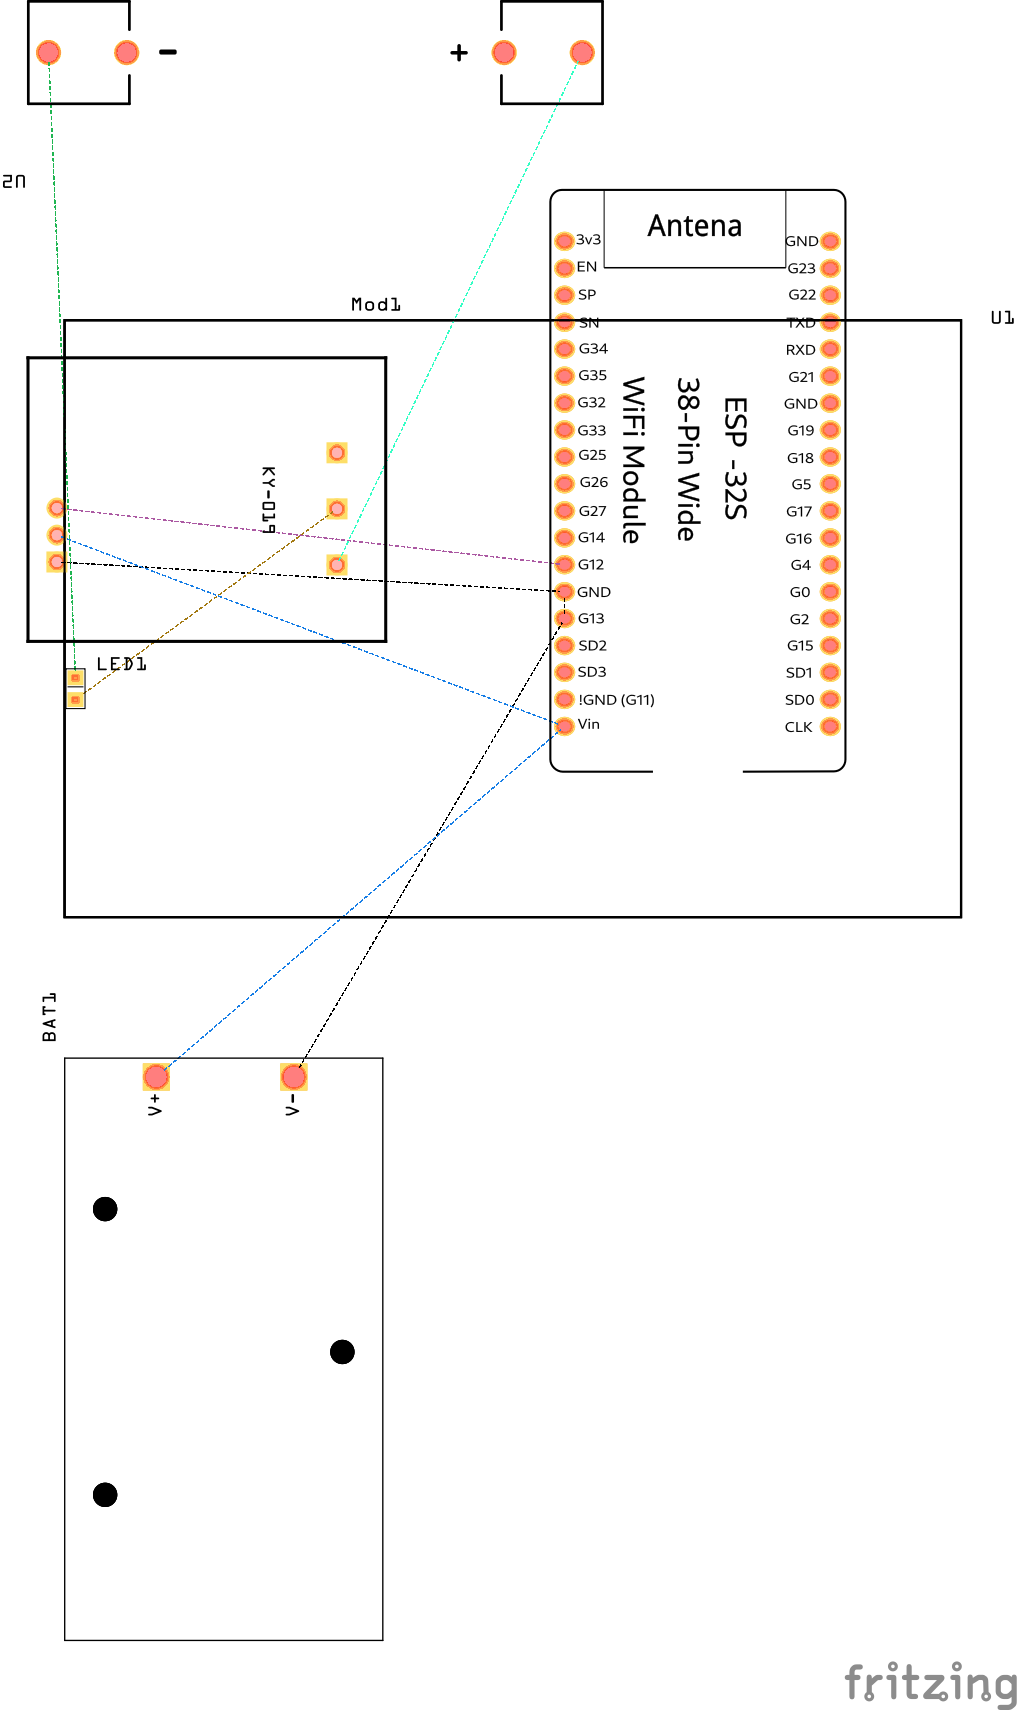 -
+
U2
Antena
3v3
GND
EN
G23
SP
G22
Mod1
U1
SN
TXD
G34
RXD
G35
G21
G32
GND
G33
G19
G25
G18
G26
G5
G27
G17
G14
G16
G12
G4
GND
G0
G13
G2
SD2
G15
SD3
SD1
!GND (G11)
SD0
Vin
CLK
ESP -32S
38-Pin Wide
WiFi Module
KY-019
LED1
BAT1
V+
V-
fritzing